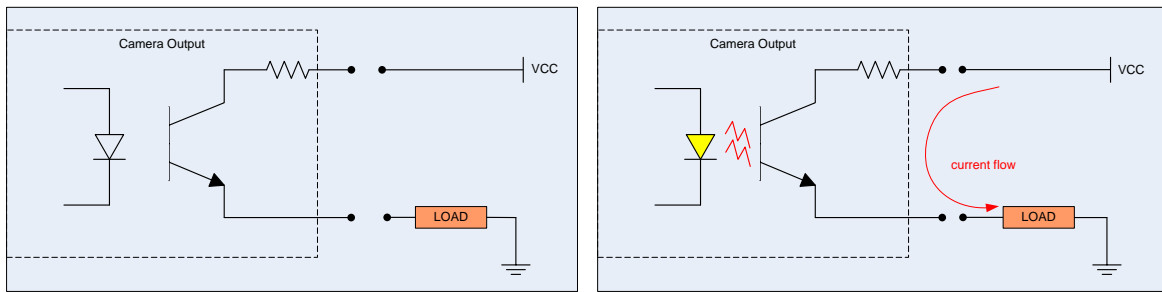 Camera Output
VCC
LOAD
Camera Output
VCC
current flow
LOAD